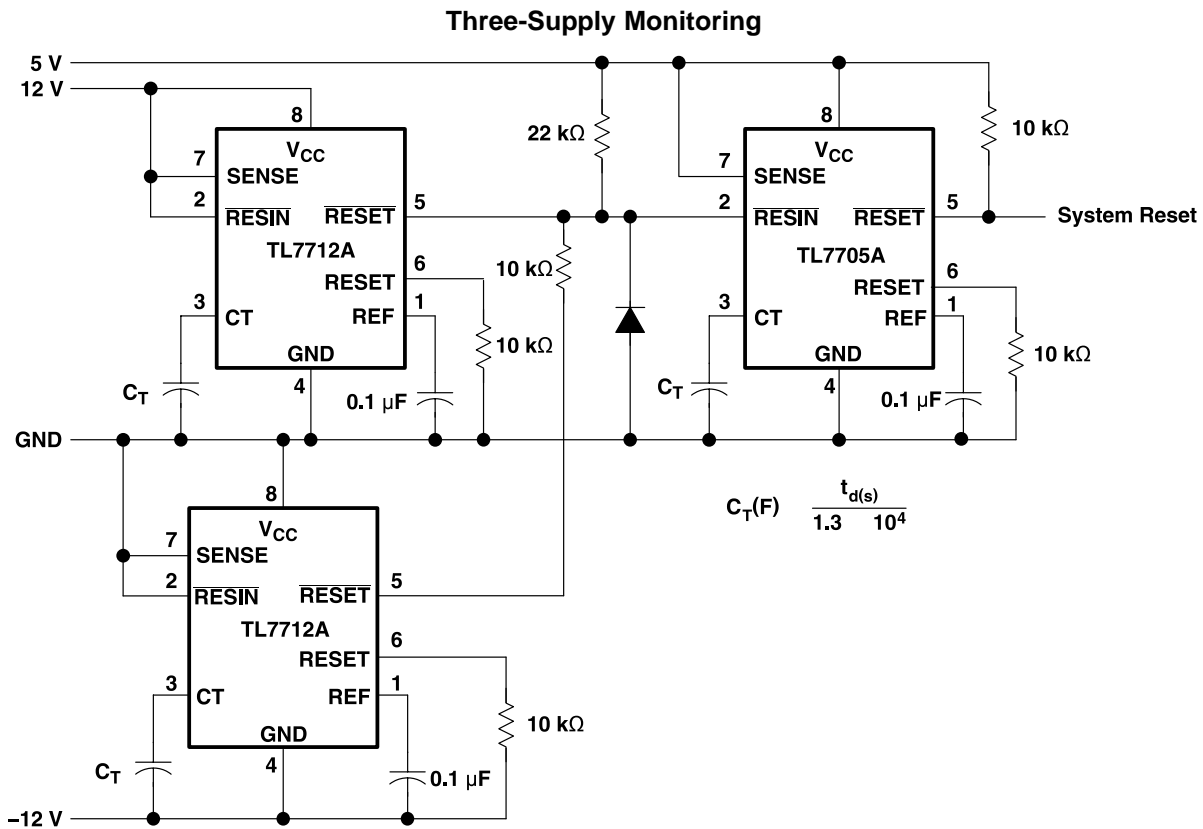 Three-Supply Monitoring
5 V
12 V
8
VCC
7
SENSE
2
RESIN
RESET
5
TL7712A
RESET
6
3
CT
REF
1
GND
4
CT
0.1 µF
10 kΩ
22 kΩ
10 kΩ
8
VCC
7
SENSE
2
RESIN
RESET
5
TL7705A
RESET
6
3
CT
REF
1
GND
4
CT
0.1 µF
10 kΩ
10 kΩ
System Reset
GND
8
VCC
7
SENSE
2
RESIN
RESET
5
TL7712A
RESET
6
3
CT
REF
1
GND
4
CT
0.1 µF
10 kΩ
–12 V
CT(F) td(s)
1.3 10⁴